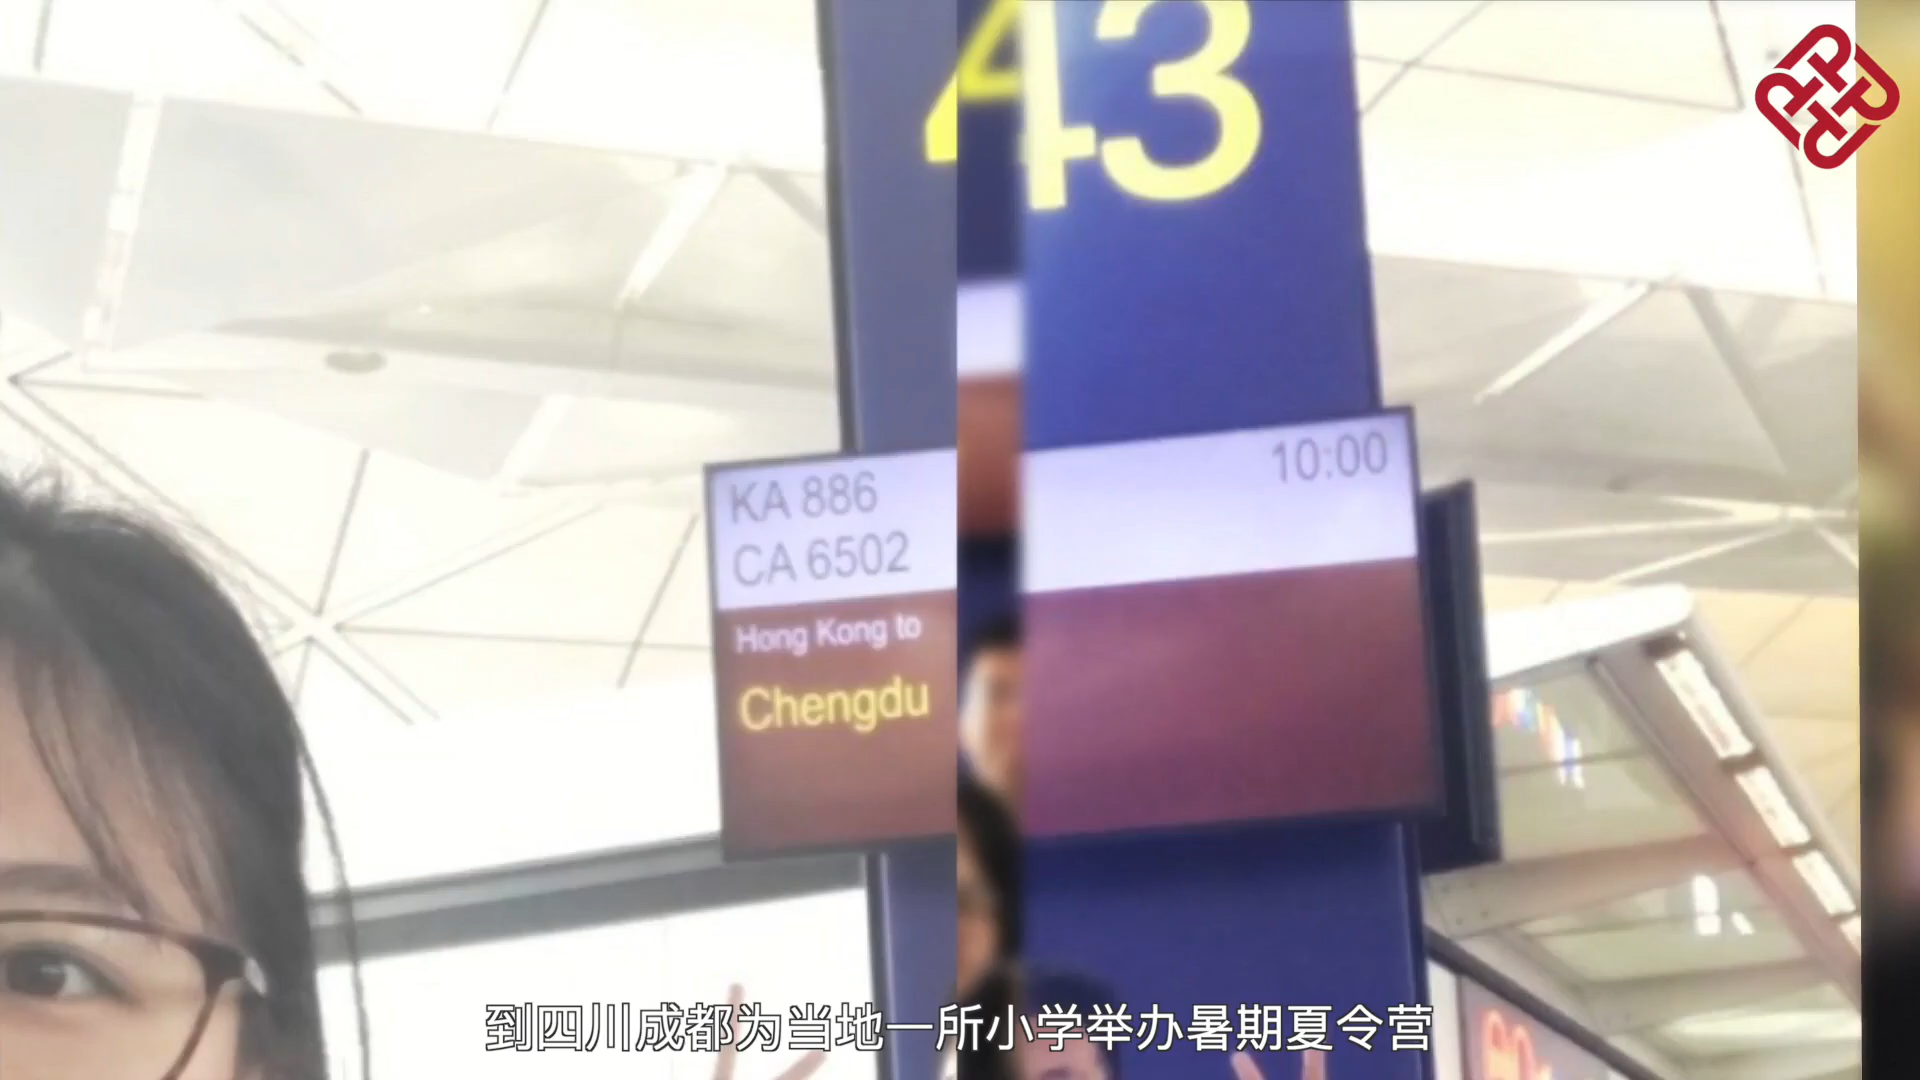 43
KA 886
10:00
CA 6502
Hong Kong to
Chengdu
到四川成都为当地一所小学举办暑期夏令营